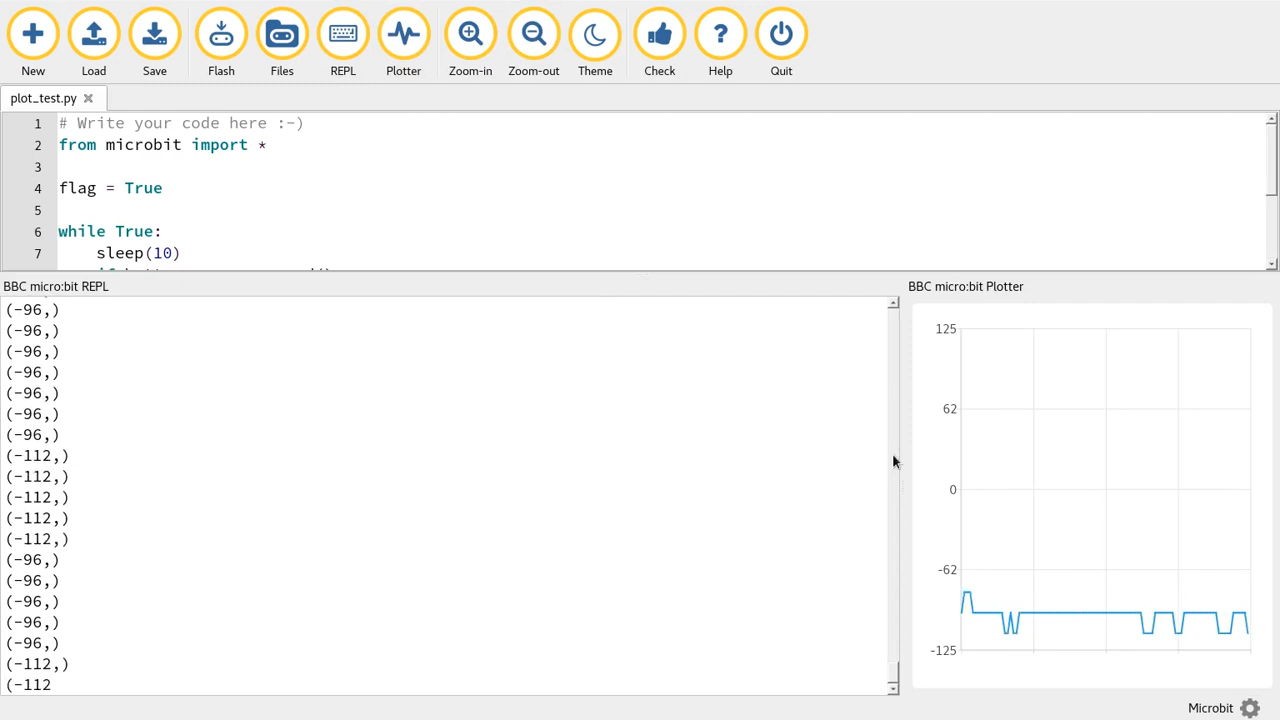 New Load Save Flash Files REPL Plotter Zoom-in Zoom-out Theme Check Help Quit
plot_test.py
1 # Write your code here :-)
2 from microbit import *
3
4 flag = True
5
6 while True:
7 sleep(10)
BBC micro:bit REPL
(-96,)
(-96,)
(-96,)
(-96,)
(-96,)
(-96,)
(-96,)
(-112,)
(-112,)
(-112,)
(-112,)
(-112,)
(-96,)
(-96,)
(-96,)
(-96,)
(-96,)
(-112,)
(-112
BBC micro:bit Plotter
125
62
0
-62
-125
Microbit